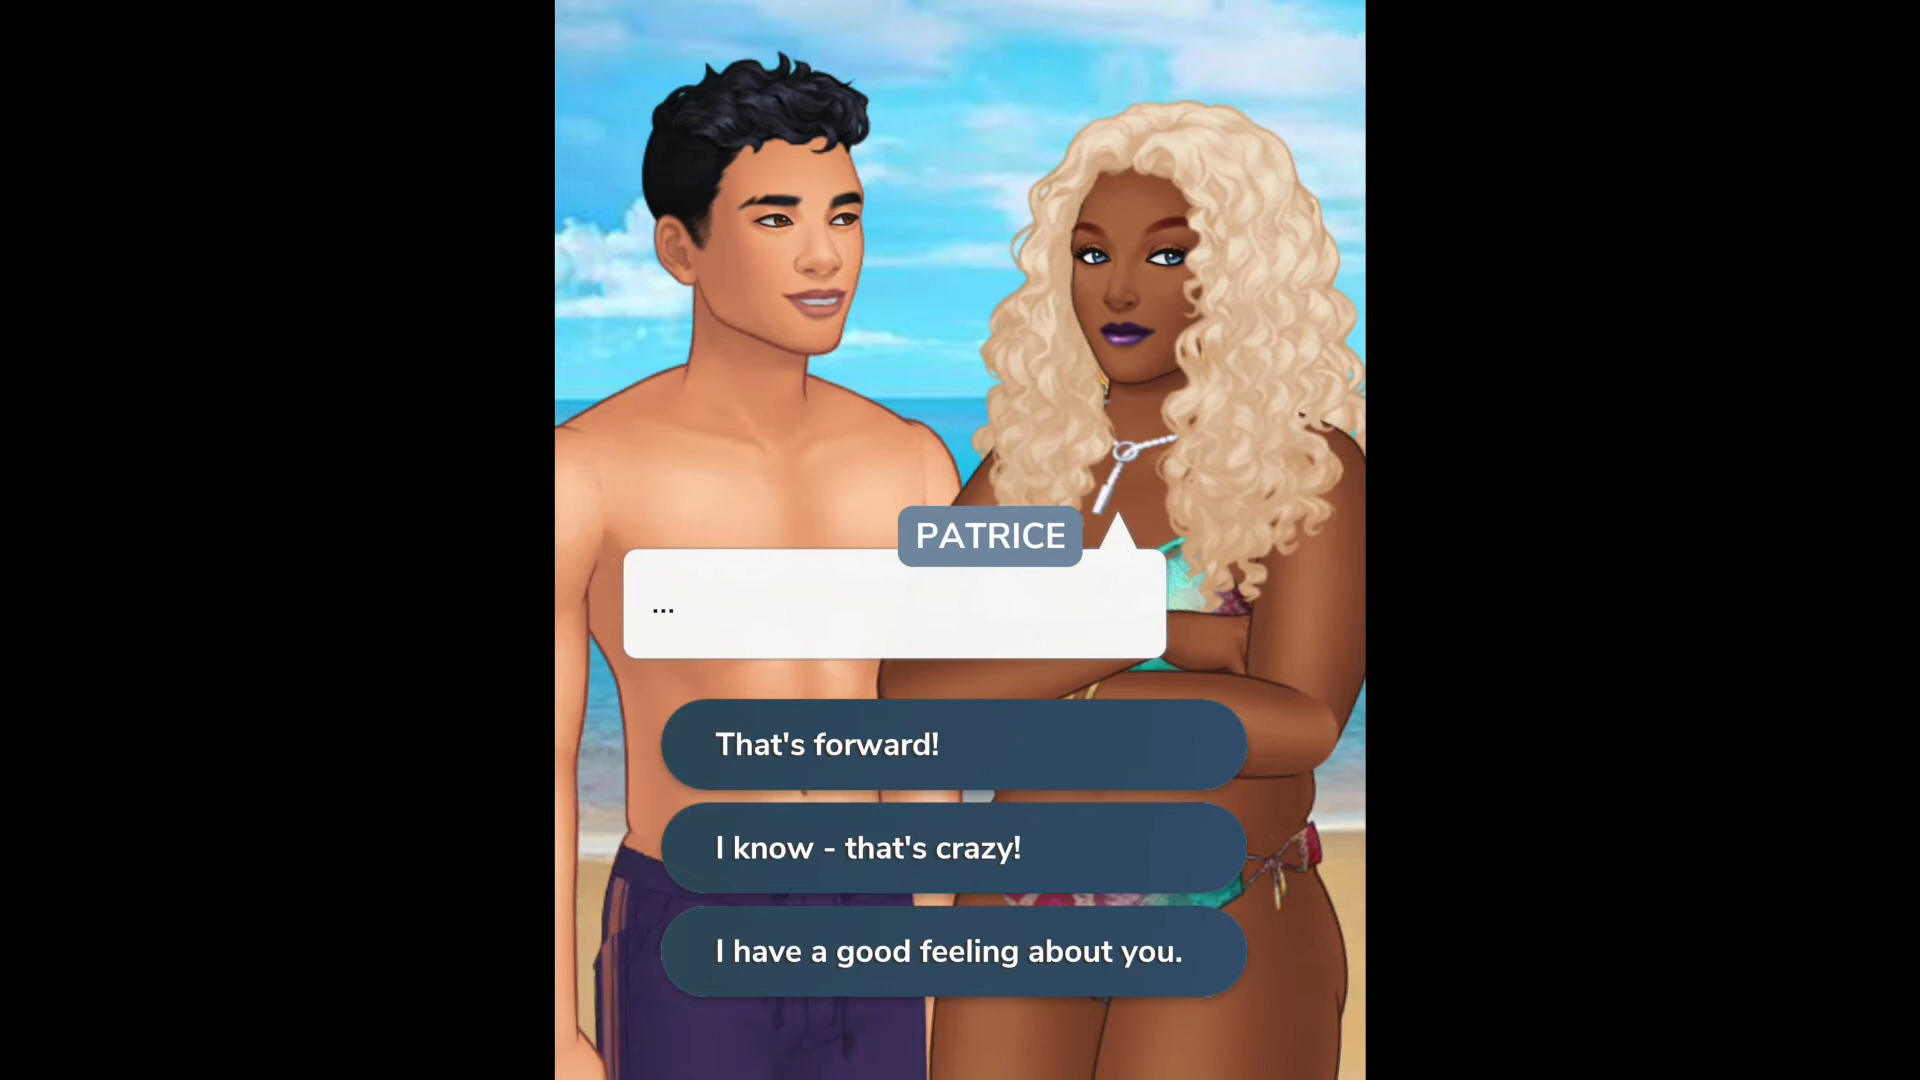 PATRICE
...
That's forward!
I know - that's crazy!
I have a good feeling about you.